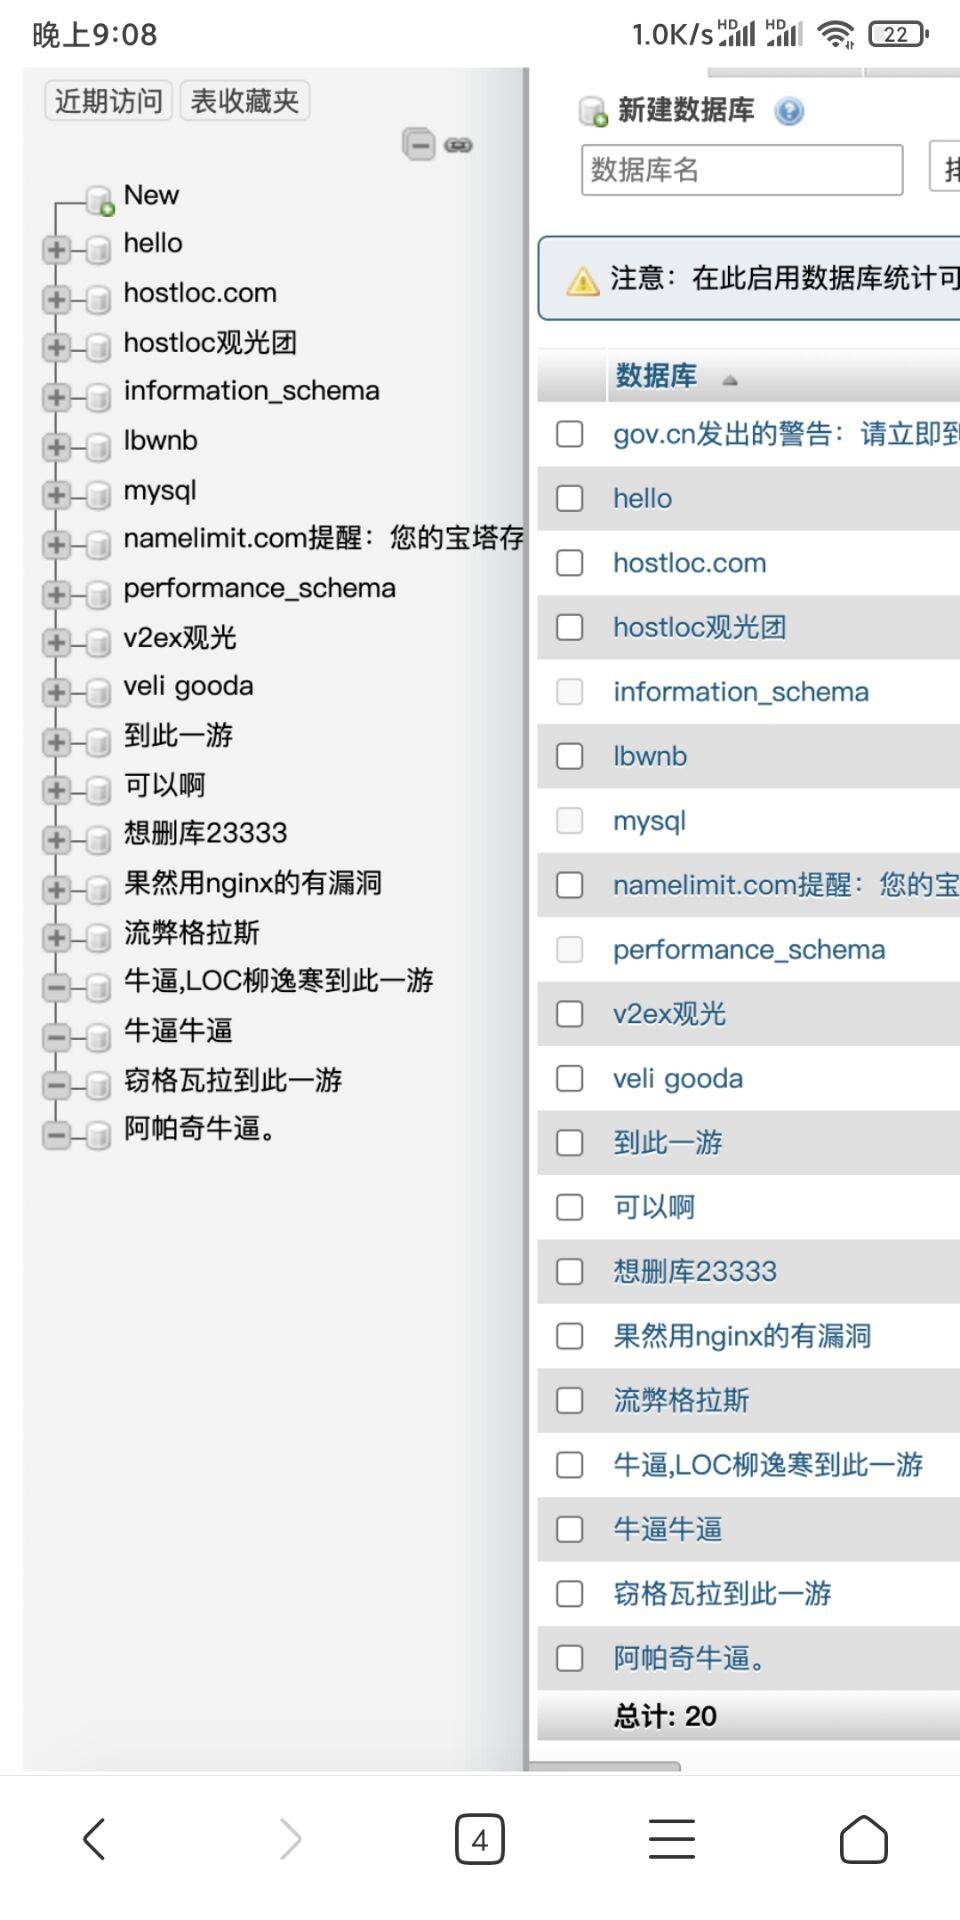 晚上9:08
1.0K/s HD HD 22
近期访问 表收藏夹
New
hello
hostloc.com
hostloc观光团
information_schema
lbwnb
mysql
namelimit.com提醒：您的宝塔存
performance_schema
v2ex观光
veli gooda
到此一游
可以啊
想删库23333
果然用nginx的有漏洞
流弊格拉斯
牛逼,LOC柳逸寒到此一游
牛逼牛逼
窃格瓦拉到此一游
阿帕奇牛逼。
新建数据库
数据库名
注意：在此启用数据库统计可
数据库
gov.cn发出的警告：请立即到
hello
hostloc.com
hostloc观光团
information_schema
lbwnb
mysql
namelimit.com提醒：您的宝
performance_schema
v2ex观光
veli gooda
到此一游
可以啊
想删库23333
果然用nginx的有漏洞
流弊格拉斯
牛逼,LOC柳逸寒到此一游
牛逼牛逼
窃格瓦拉到此一游
阿帕奇牛逼。
总计: 20
4